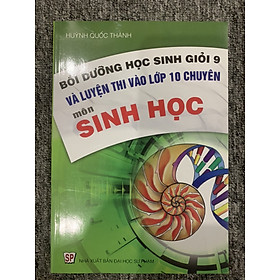 HUỲNH QUỐC THÀNH
BỒI DƯỠNG HỌC SINH GIỎI 9
VÀ LUYỆN THI VÀO LỚP 10 CHUYÊN
môn
SINH HỌC
SP
NHÀ XUẤT BẢN ĐẠI HỌC SƯ PHẠM